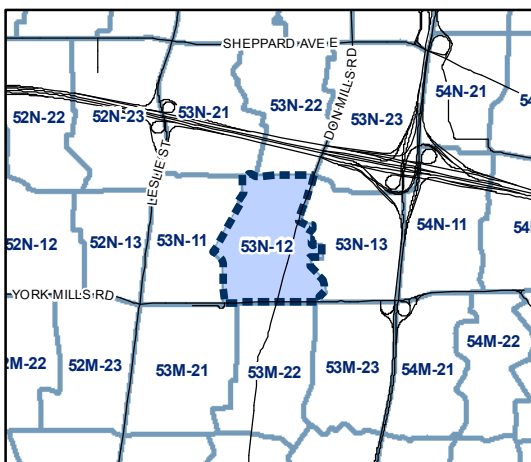 SHEPPARD AVE E
DON MILLS RD
LESLIE ST
YORK MILLS RD
52N-22
52N-23
53N-21
53N-22
53N-23
54N-21
52N-12
52N-13
53N-11
53N-12
53N-13
54N-11
52M-23
53M-21
53M-22
53M-23
54M-21
54M-22